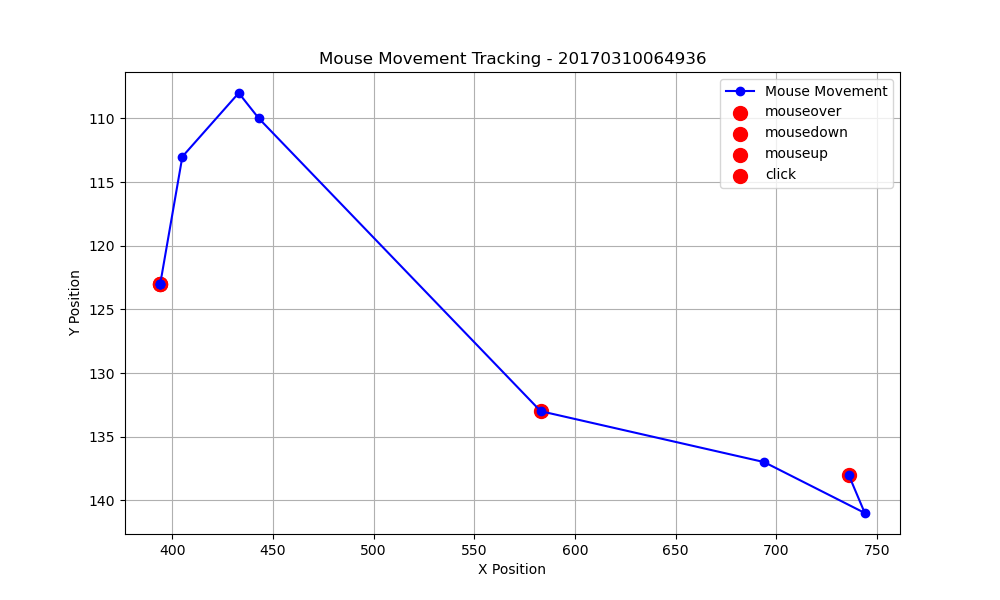 Mouse Movement Tracking - 20170310064936
Mouse Movement
mouseover
mousedown
mouseup
click
110
115
120
125
130
135
140
Y Position
400 450 500 550 600 650 700 750
X Position